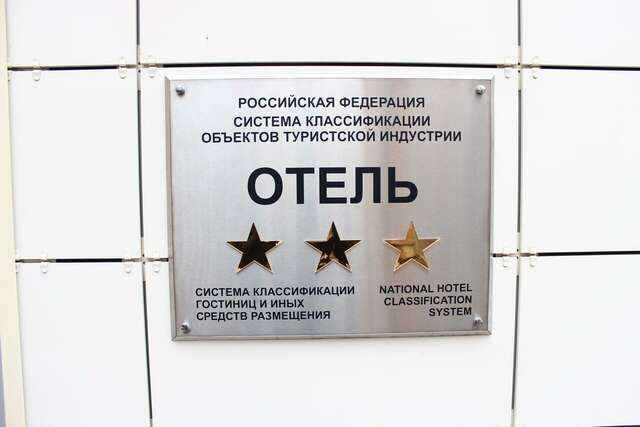 РОССИЙСКАЯ ФЕДЕРАЦИЯ
СИСТЕМА КЛАССИФИКАЦИИ
ОБЪЕКТОВ ТУРИСТСКОЙ ИНДУСТРИИ
ОТЕЛЬ
СИСТЕМА КЛАССИФИКАЦИИ
ГОСТИНИЦ И ИНЫХ
СРЕДСТВ РАЗМЕЩЕНИЯ
NATIONAL HOTEL
CLASSIFICATION
SYSTEM